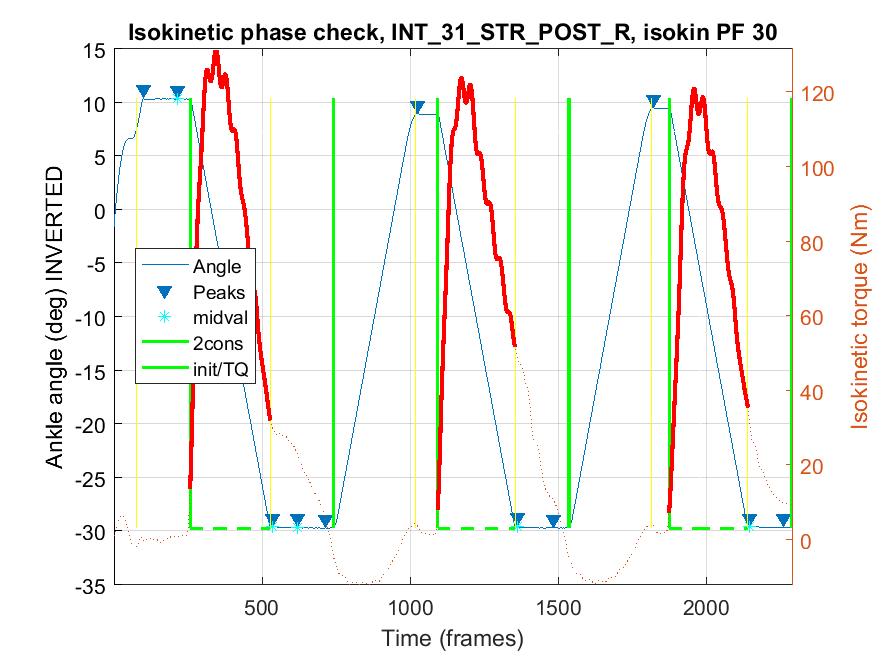 Isokinetic phase check, INT_31_STR_POST_R, isokin PF 30
15
10
5
0
-5
-10
-15
-20
-25
-30
-35
Ankle angle (deg) INVERTED
Angle
Peaks
midval
2cons
init/TQ
120
100
80
60
40
20
0
Isokinetic torque (Nm)
500
1000
1500
2000
Time (frames)